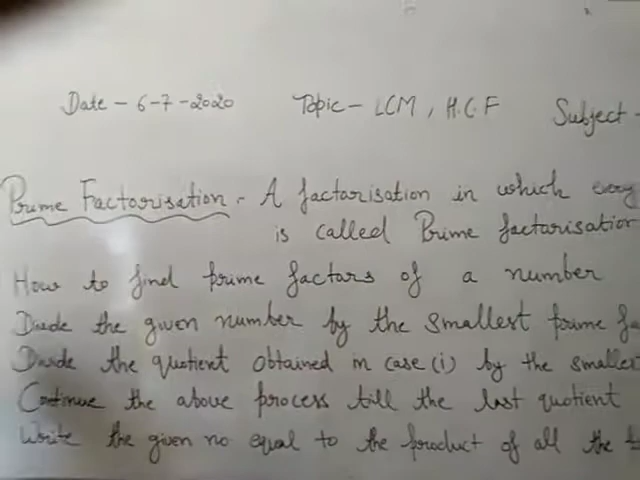 Date - 6-7-2020 Topic - LCM, H.C.F Subject -
Prime Factorisation - A factorisation in which every
is called Prime factorisation
How to find prime factors of a number
Divide the given number by the smallest prime
Divide the quotient obtained in case (i) by the smallest
Continue the above process till the last quotient
Write the given no equal to the product of all the